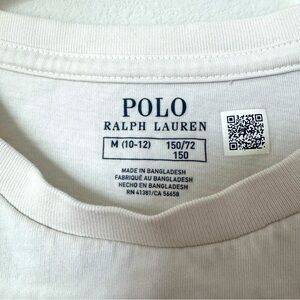 POLO
RALPH LAUREN
M (10-12) 150/72
150
MADE IN BANGLADESH
FABRIQUÉ AU BANGLADESH
HECHO EN BANGLADESH
RN 41381/CA 56658